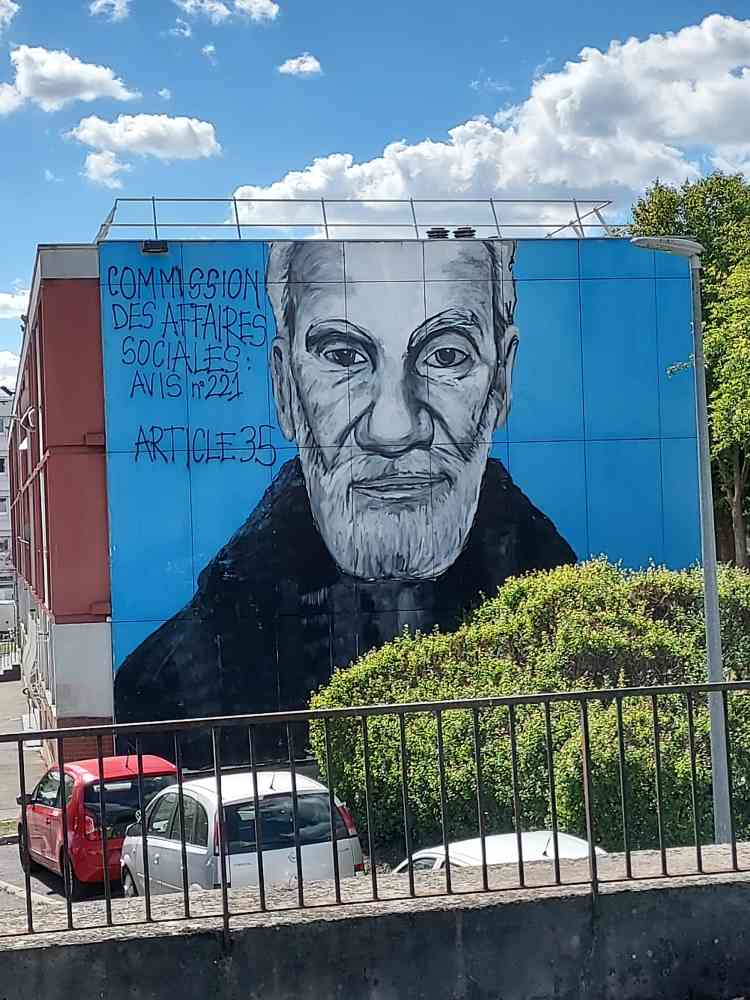 COMMISSION
DES AFFAIRES
SOCIALES :
AVIS n°221
ARTICLE 35